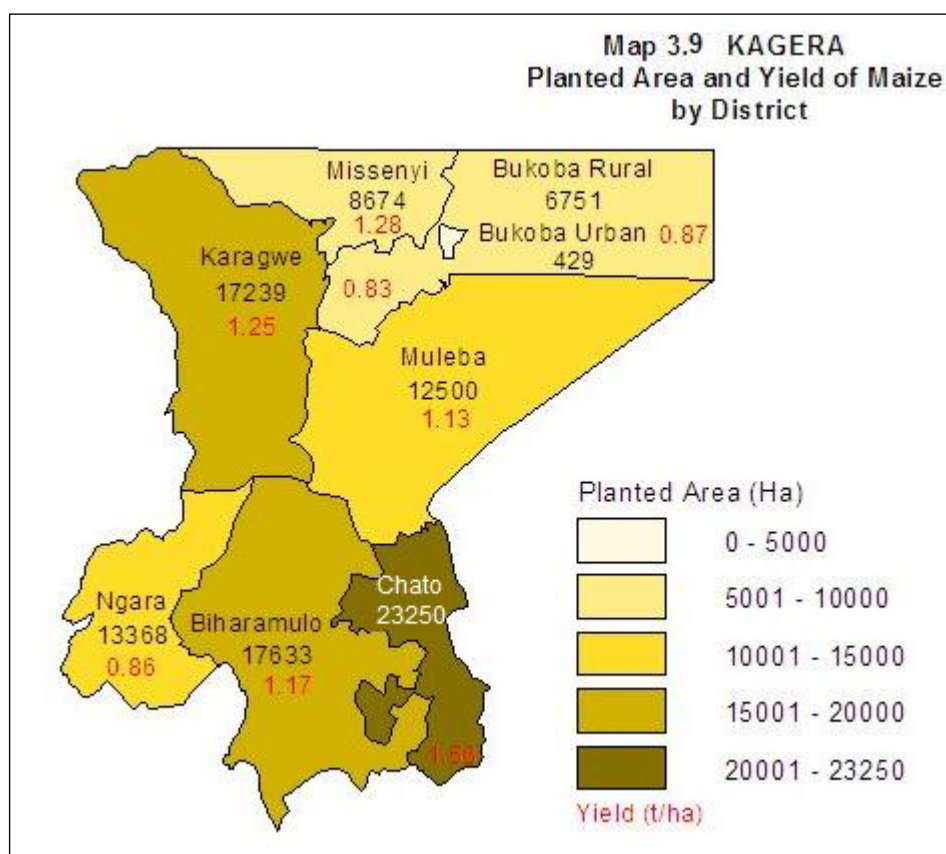 Map 3.9 KAGERA
Planted Area and Yield of Maize
by District
Missenyi
8674
1.28
Bukoba Rural
6751
Bukoba Urban 0.87
429
Karagwe
17239
1.25
0.83
Muleba
12500
1.13
Ngara
13368
0.86
Biharamulo
17633
1.17
Chato
23250
Planted Area (Ha)
0 - 5000
5001 - 10000
10001 - 15000
15001 - 20000
20001 - 23250
Yield (t/ha)